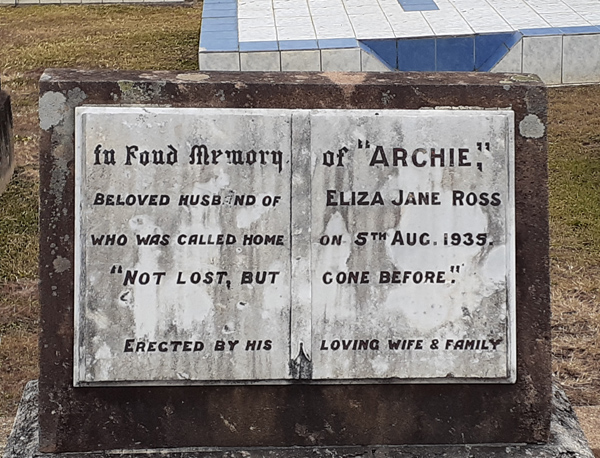 In Fond Memory of "ARCHIE,"
BELOVED HUSBAND OF ELIZA JANE ROSS
WHO WAS CALLED HOME ON 5TH AUG. 1935.
"NOT LOST, BUT GONE BEFORE."
ERECTED BY HIS LOVING WIFE & FAMILY